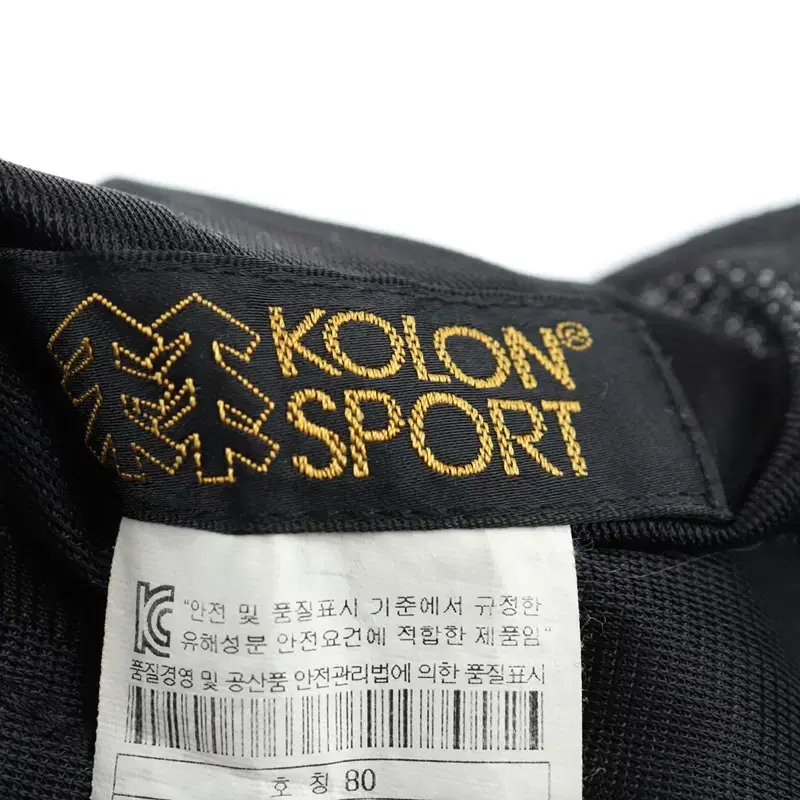 KOLON®
SPORT
KC "안전 및 품질표시 기준에서 규정한
유해성분 안전요건에 적합한 제품임"
품질경영 및 공산품 안전관리법에 의한 품질표시
호 칭 80